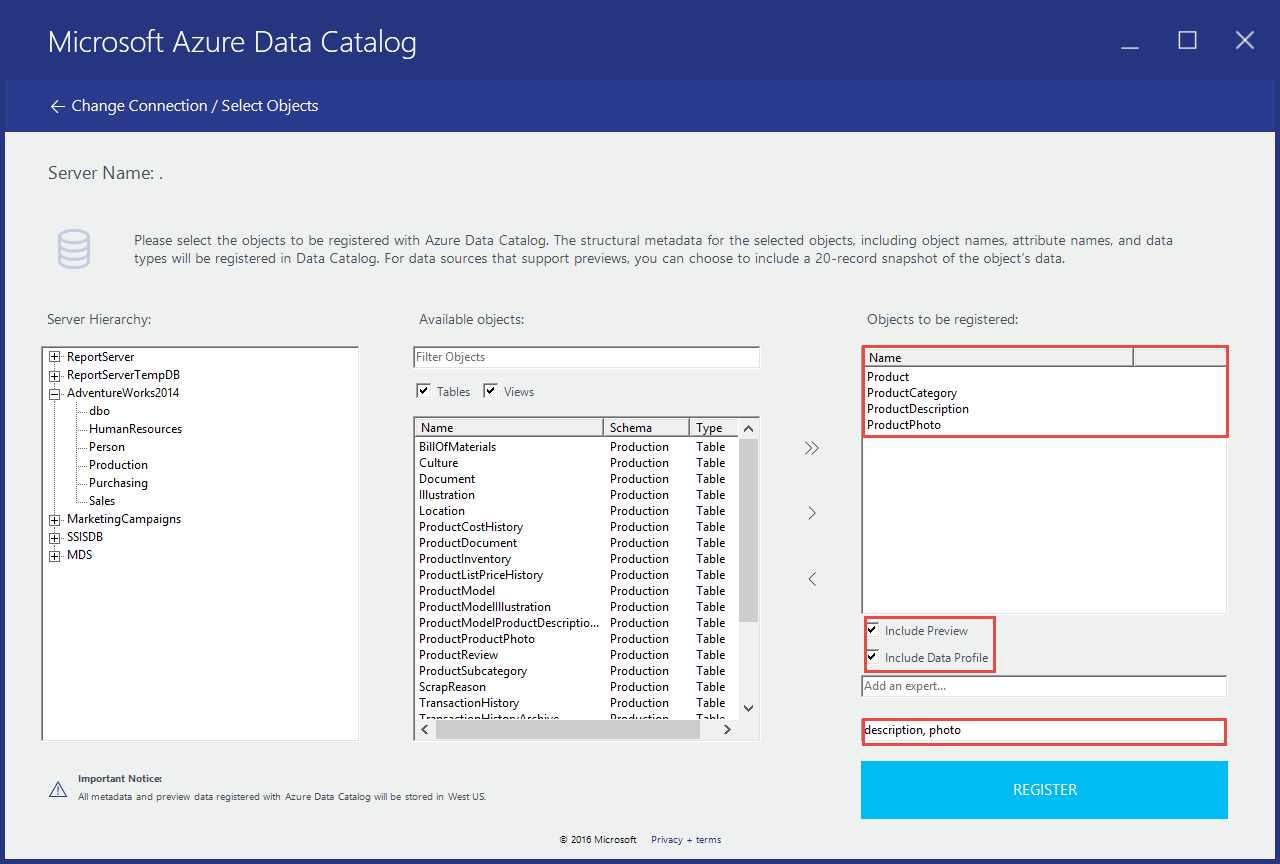 Microsoft Azure Data Catalog
← Change Connection / Select Objects
Server Name: .
Please select the objects to be registered with Azure Data Catalog. The structural metadata for the selected objects, including object names, attribute names, and data
types will be registered in Data Catalog. For data sources that support previews, you can choose to include a 20-record snapshot of the object's data.
Server Hierarchy:
ReportServer
ReportServerTempDB
AdventureWorks2014
dbo
HumanResources
Person
Production
Purchasing
Sales
MarketingCampaigns
SSISDB
MDS
Available objects:
Filter Objects
Tables Views
Name Schema Type
BillOfMaterials Production Table
Culture Production Table
Document Production Table
Illustration Production Table
Location Production Table
ProductCostHistory Production Table
ProductDocument Production Table
ProductInventory Production Table
ProductListPriceHistory Production Table
ProductModel Production Table
ProductModelIllustration Production Table
ProductModelProductDescriptio... Production Table
ProductProductPhoto Production Table
ProductReview Production Table
ProductSubcategory Production Table
ScrapReason Production Table
TransactionHistory Production Table
TransactionHistoryArchive Production Table
Objects to be registered:
Name
Product
ProductCategory
ProductDescription
ProductPhoto
Include Preview
Include Data Profile
Add an expert...
description, photo
REGISTER
Important Notice:
All metadata and preview data registered with Azure Data Catalog will be stored in West US.
© 2016 Microsoft Privacy + terms